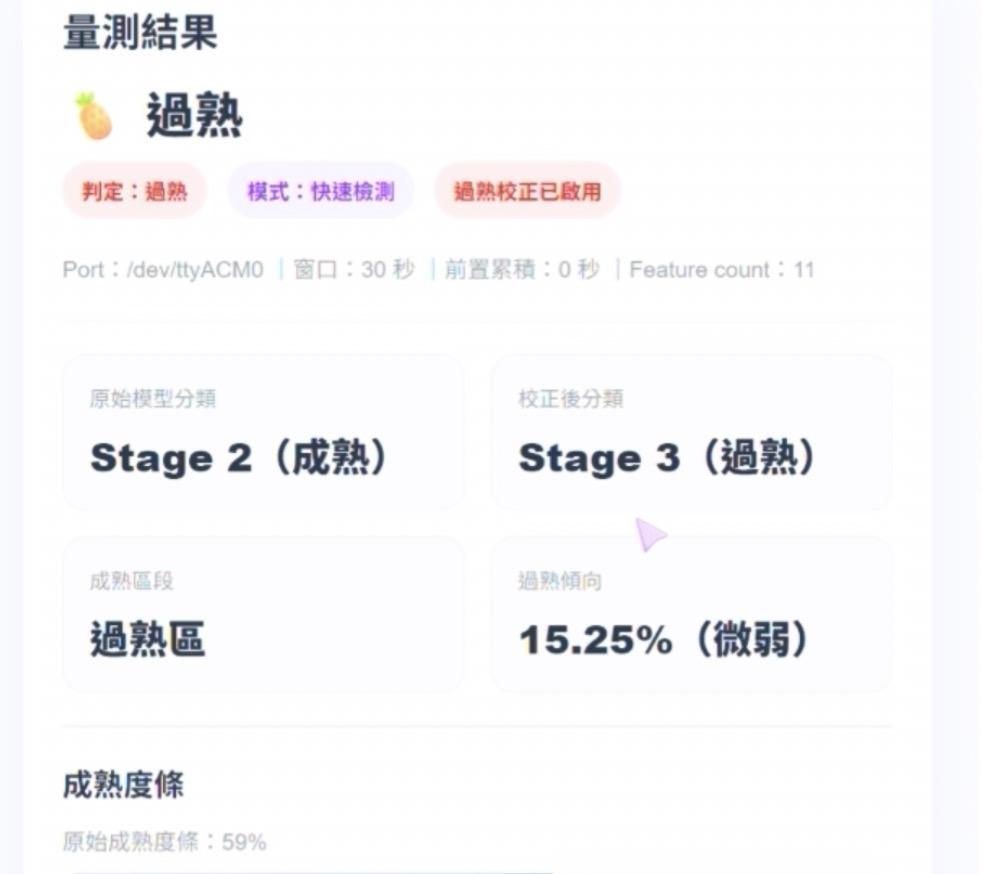 量測結果
過熟
判定：過熟 模式：快速檢測 過熟校正已啟用
Port：/dev/ttyACM0 ｜窗口：30 秒 ｜前置累積：0 秒 ｜Feature count：11
原始模型分類 校正後分類
Stage 2（成熟） Stage 3（過熟）
成熟區段 過熟傾向
過熟區 15.25%（微弱）
成熟度條
原始成熟度條：59%